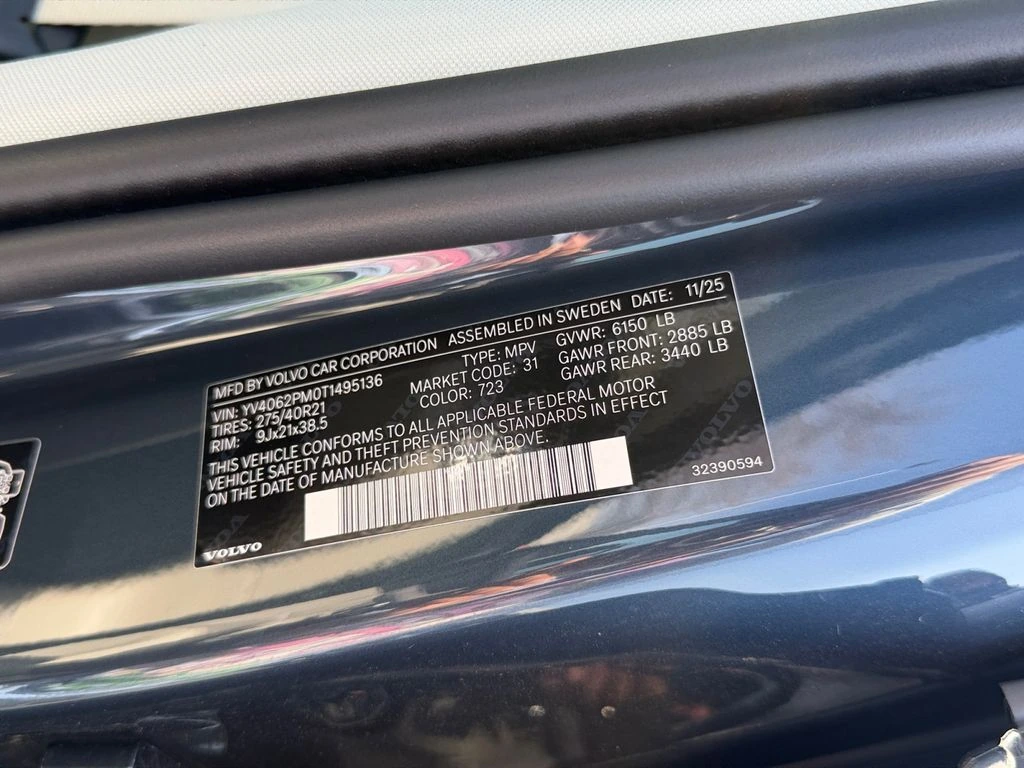 MFD BY VOLVO CAR CORPORATION ASSEMBLED IN SWEDEN DATE: 11/25
VIN: YV4062PM0T1495136 TYPE: MPV GVWR: 6150 LB
TIRES: 275/40R21 MARKET CODE: 31 GAWR FRONT: 2885 LB
RIM: 9Jx21x38.5 COLOR: 723 GAWR REAR: 3440 LB
THIS VEHICLE CONFORMS TO ALL APPLICABLE FEDERAL MOTOR
VEHICLE SAFETY AND THEFT PREVENTION STANDARDS IN EFFECT
ON THE DATE OF MANUFACTURE SHOWN ABOVE.
VOLVO
32390594